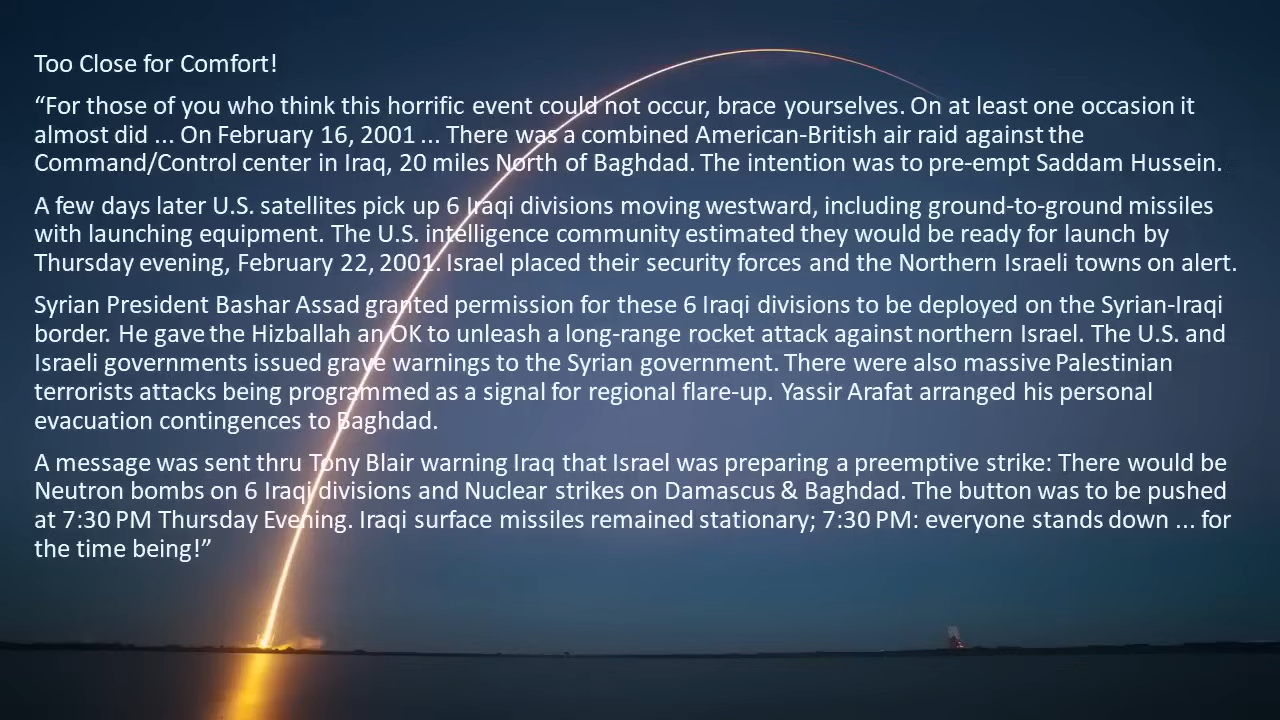 Too Close for Comfort!
“For those of you who think this horrific event could not occur, brace yourselves. On at least one occasion it
almost did ... On February 16, 2001 ... There was a combined American-British air raid against the
Command/Control center in Iraq, 20 miles North of Baghdad. The intention was to pre-empt Saddam Hussein.
A few days later U.S. satellites pick up 6 Iraqi divisions moving westward, including ground-to-ground missiles
with launching equipment. The U.S. intelligence community estimated they would be ready for launch by
Thursday evening, February 22, 2001. Israel placed their security forces and the Northern Israeli towns on alert.
Syrian President Bashar Assad granted permission for these 6 Iraqi divisions to be deployed on the Syrian-Iraqi
border. He gave the Hizballah an OK to unleash a long-range rocket attack against northern Israel. The U.S. and
Israeli governments issued grave warnings to the Syrian government. There were also massive Palestinian
terrorists attacks being programmed as a signal for regional flare-up. Yassir Arafat arranged his personal
evacuation contingences to Baghdad.
A message was sent thru Tony Blair warning Iraq that Israel was preparing a preemptive strike: There would be
Neutron bombs on 6 Iraqi divisions and Nuclear strikes on Damascus & Baghdad. The button was to be pushed
at 7:30 PM Thursday Evening. Iraqi surface missiles remained stationary; 7:30 PM: everyone stands down ... for
the time being!”